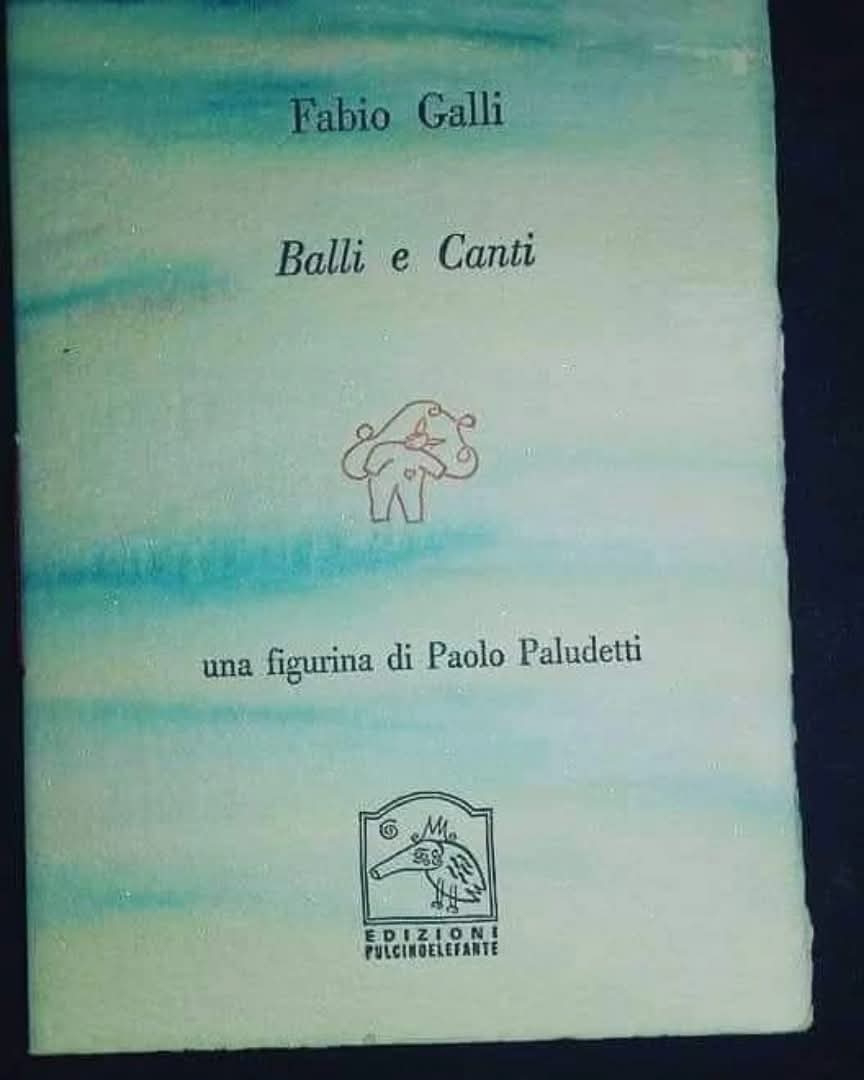 Fabio Galli
Balli e Canti
una figurina di Paolo Paludetti
EDIZIONI
PULCINOELEFANTE